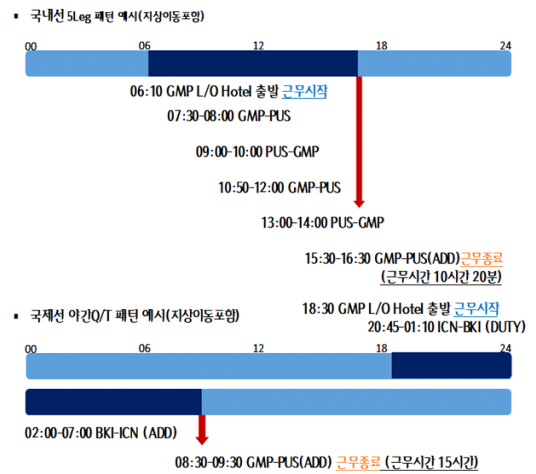 ▪ 국내선 5Leg 패턴 예시(지상이동포함)
00 06 12 18 24
06:10 GMP L/O Hotel 출발 근무시작
07:30-08:00 GMP-PUS
09:00-10:00 PUS-GMP
10:50-12:00 GMP-PUS
13:00-14:00 PUS-GMP
15:30-16:30 GMP-PUS(ADD)근무종료
(근무시간 10시간 20분)
18:30 GMP L/O Hotel 출발 근무시작
▪ 국제선 야간Q/T 패턴 예시(지상이동포함)
20:45-01:10 ICN-BKI (DUTY)
00 06 12 18 24
02:00-07:00 BKI-ICN (ADD)
08:30-09:30 GMP-PUS(ADD) 근무종료 (근무시간 15시간)